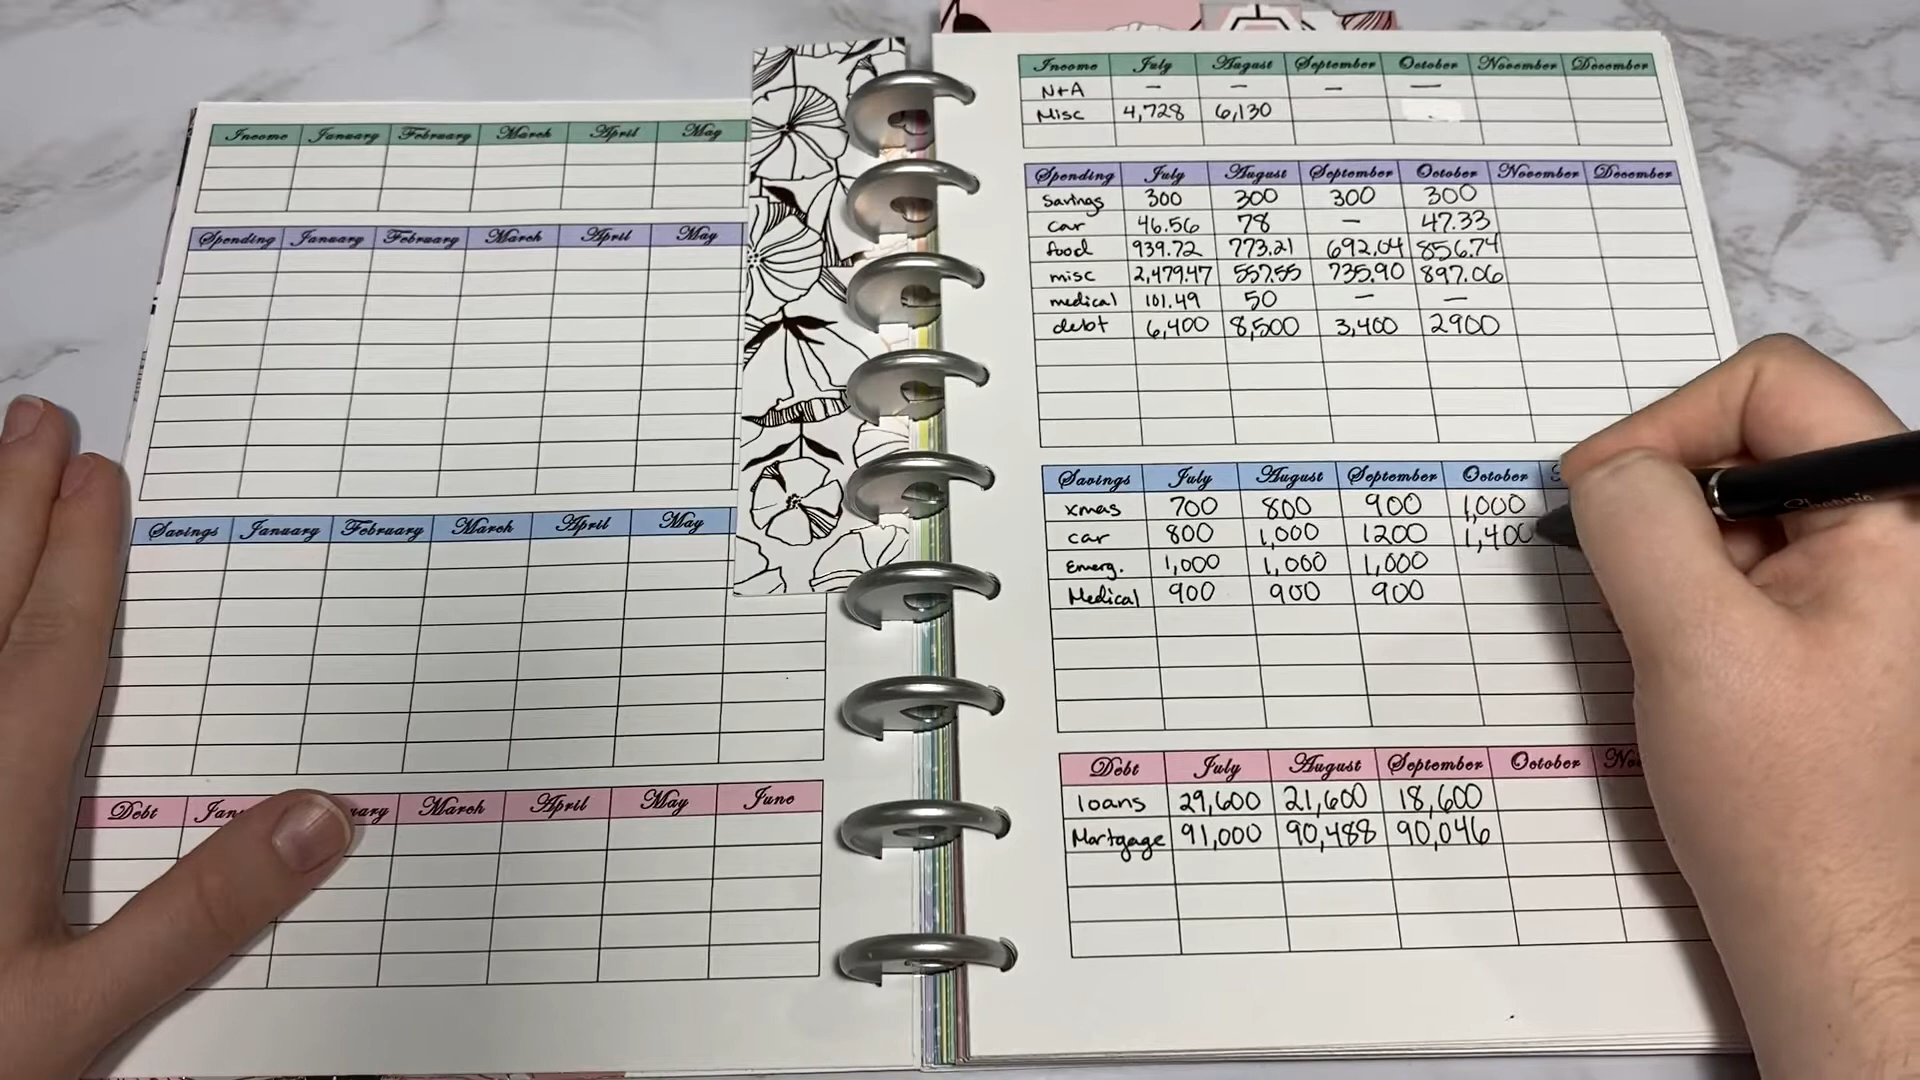 Income January February March April May
Spending January February March April May
Savings January February March April May
Debt March April May June
Income July August September October November December
N+A — — — —
Misc 4,728 6,130
Spending July August September October November December
Savings 300 300 300 300
car 46.56 78 — 47.33
food 939.72 773.21 692.04 856.74
misc 2,479.47 557.55 735.90 897.06
medical 101.49 50 — —
debt 6,400 8,500 3,400 2900
Savings July August September October
xmas 700 800 900 1,000
car 800 1,000 1200 1,400
Emerg. 1,000 1,000 1,000
Medical 900 900 900
Debt July August September October
loans 29,600 21,600 18,600
Mortgage 91,000 90,488 90,046